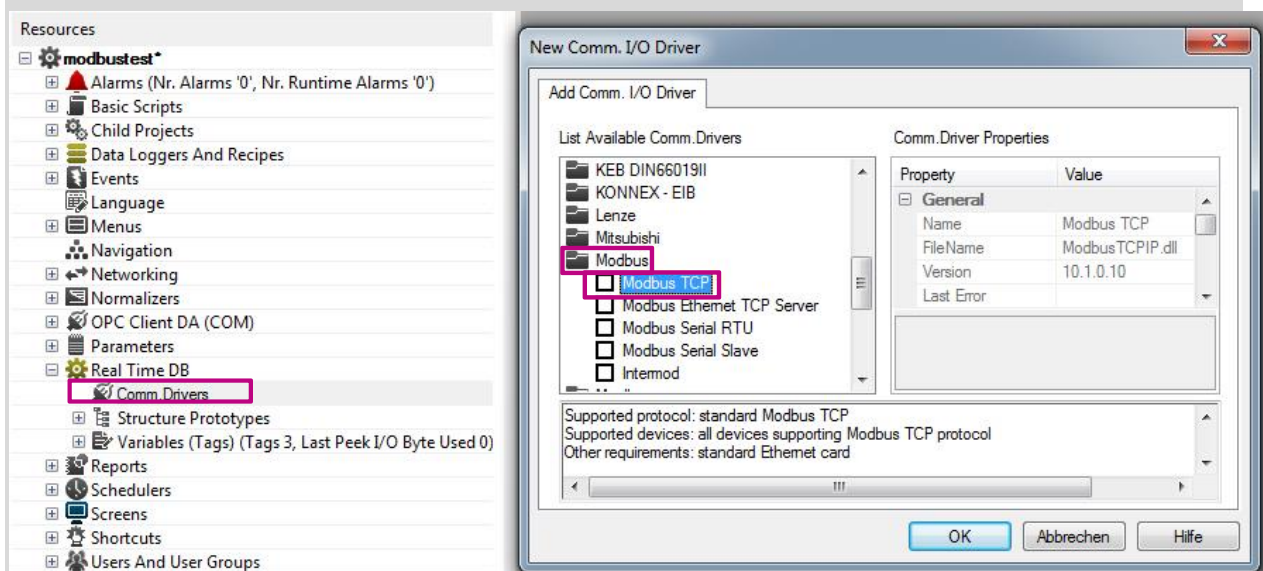 Resources
modbustest*
Alarms (Nr. Alarms '0', Nr. Runtime Alarms '0')
Basic Scripts
Child Projects
Data Loggers And Recipes
Events
Language
Menus
Navigation
Networking
Normalizers
OPC Client DA (COM)
Parameters
Real Time DB
Comm.Drivers
Structure Prototypes
Variables (Tags) (Tags 3, Last Peek I/O Byte Used 0)
Reports
Schedulers
Screens
Shortcuts
Users And User Groups
New Comm. I/O Driver
Add Comm. I/O Driver
List Available Comm.Drivers
KEB DIN66019II
KONNEX - EIB
Lenze
Mitsubishi
Modbus
Modbus TCP
Modbus Ethernet TCP Server
Modbus Serial RTU
Modbus Serial Slave
Intermod
Comm.Driver Properties
Property Value
General
Name Modbus TCP
FileName ModbusTCPIP.dll
Version 10.1.0.10
Last Error
Supported protocol: standard Modbus TCP
Supported devices: all devices supporting Modbus TCP protocol
Other requirements: standard Ethernet card
OK Abbrechen Hilfe